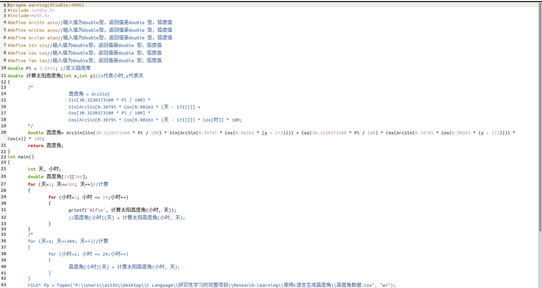 1 #pragma warning(disable:4996)
2 #include <stdio.h>
3 #include<math.h>
4 #define ArcSin asin//输入值为double型，返回值是double 型，弧度值
5 #define ArcCos acos//输入值为double型，返回值是double 型，弧度值
6 #define ArcTan atan//输入值为double型，返回值是double 型，弧度值
7 #define Sin sin//输入值为double型，返回值是double 型，弧度值
8 #define Cos cos//输入值为double型，返回值是double 型，弧度值
9 #define Tan tan//输入值为double型，返回值是double 型，弧度值
10 double Pi = //定义圆周率
11 double 计算太阳高度角(int x,int y)//x代表小时,y代表天
12 {
13 /*
14 高度角 = ArcSin[
15 Sin[30.3230373100 * Pi / 180] *
16 Sin[ArcSin[0.39795 * Cos[0.98563 * (天 - 173)]]] +
17 Cos[30.3230373100 * Pi / 180] *
18 Cos[ArcSin[0.39795 * Cos[0.98563 * (天 - 173)]]] * Cos[时]] * 180;
19 */
20 double 高度角= ArcSin(Sin(30.3230373100 * Pi / 180) * Sin(ArcSin(0.39795 * Cos(0.98563 * (y - 173)))) + Cos(30.3230373100 * Pi / 180) * Cos(ArcSin(0.39795 * Cos(0.98563 * (y - 173)))) *
Cos(x)) * 180;
21 return 高度角;
22 }
23 int main()
24 {
25 int 天, 小时;
26 double 高度角[24][366];
27 for (天=1; 天<=366; 天++)//计算
28 {
29 for (小时=1; 小时 <= 24;小时++)
30 {
31 printf("%lf\n", 计算太阳高度角(小时, 天));
32 //高度角[小时][天] = 计算太阳高度角(小时, 天);
33 }
34 }
35 /*
36 for (天=1; 天<=366; 天++)//计算
37 {
38 for (小时=1; 小时 <= 24;小时++)
39 {
40 高度角[小时][天] = 计算太阳高度角(小时, 天);
41 }
42 }
43 FILE* fp = fopen("F:\\Users\\a1533\\Desktop\\C Language\\研究性学习的完整项目\\Research-Learning\\使用C语言生成高度角\\高度角数据.csv", "w+");